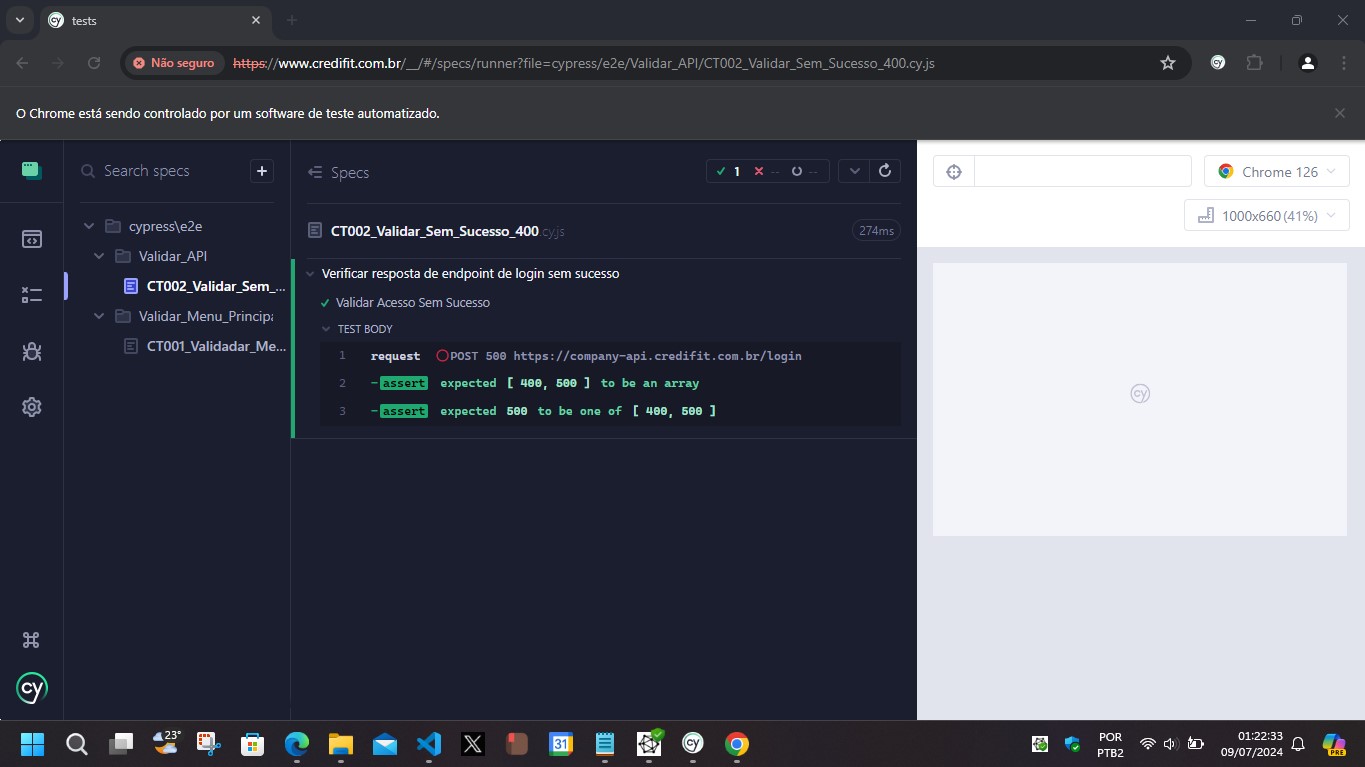 tests
Não seguro https://www.credifit.com.br/__/#/specs/runner?file=cypress/e2e/Validar_API/CT002_Validar_Sem_Sucesso_400.cy.js
O Chrome está sendo controlado por um software de teste automatizado.
Search specs
+
cypress\e2e
Validar_API
CT002_Validar_Sem_...
Validar_Menu_Principa
CT001_Validadar_Me...
cy
Specs
1 -- --
CT002_Validar_Sem_Sucesso_400.cy.js 274ms
Verificar resposta de endpoint de login sem sucesso
Validar Acesso Sem Sucesso
TEST BODY
1 request POST 500 https://company-api.credifit.com.br/login
2 -assert expected [ 400, 500 ] to be an array
3 -assert expected 500 to be one of [ 400, 500 ]
Chrome 126
1000x660 (41%)
cy
23°
31
cy
POR
PTB2
01:22:33
09/07/2024
PRE